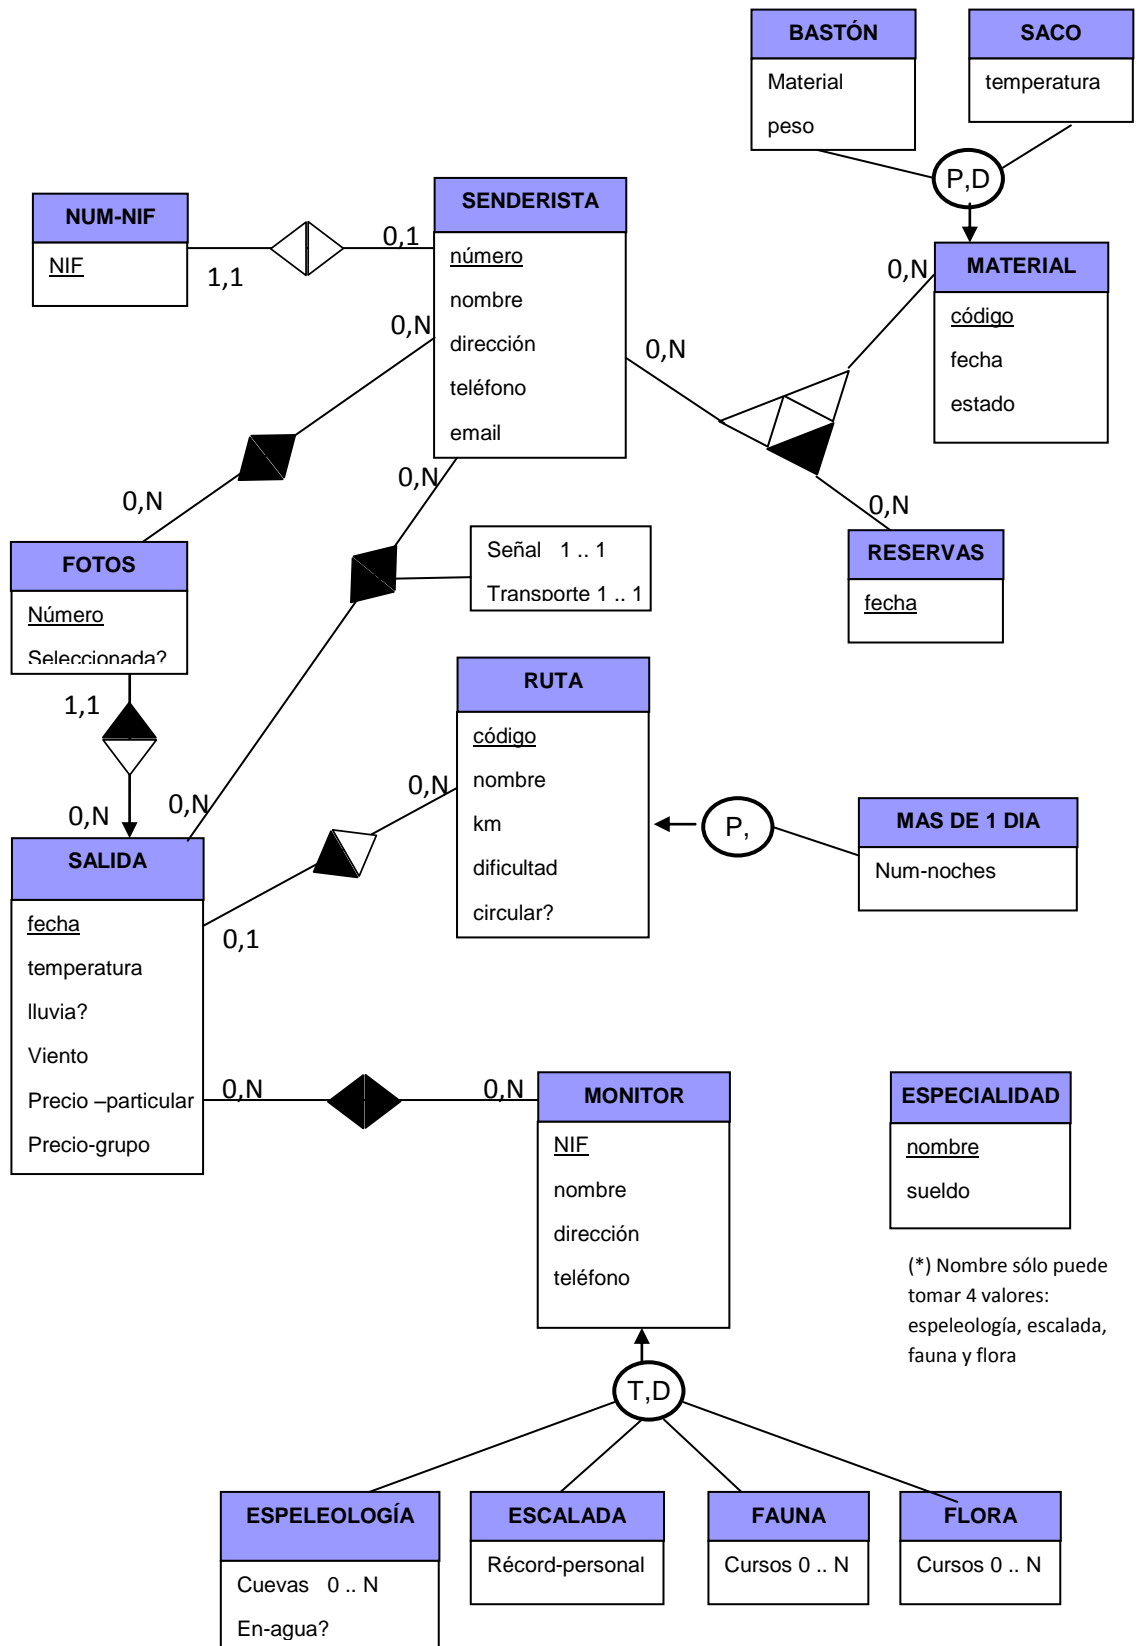 BASTÓN
Material
peso
SACO
temperatura
P,D
NUM-NIF
NIF
1,1
0,1
SENDERISTA
número
nombre
dirección
teléfono
email
0,N
MATERIAL
código
fecha
estado
0,N
0,N
0,N
0,N
0,N
RESERVAS
fecha
FOTOS
Número
Seleccionada?
Señal 1 .. 1
Transporte 1 .. 1
1,1
0,N
0,N
RUTA
código
nombre
km
dificultad
circular?
0,N
P,
MAS DE 1 DIA
Num-noches
SALIDA
fecha
temperatura
lluvia?
Viento
Precio –particular
Precio-grupo
0,1
0,N
0,N
MONITOR
NIF
nombre
dirección
teléfono
ESPECIALIDAD
nombre
sueldo
(*) Nombre sólo puede
tomar 4 valores:
espeleología, escalada,
fauna y flora
T,D
ESPELEOLOGÍA
Cuevas 0 .. N
En-agua?
ESCALADA
Récord-personal
FAUNA
Cursos 0 .. N
FLORA
Cursos 0 .. N